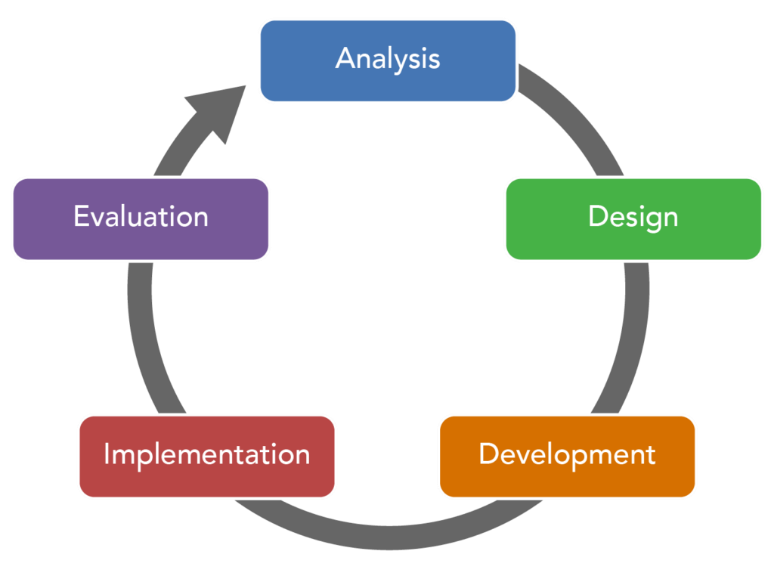 Analysis
Design
Development
Implementation
Evaluation